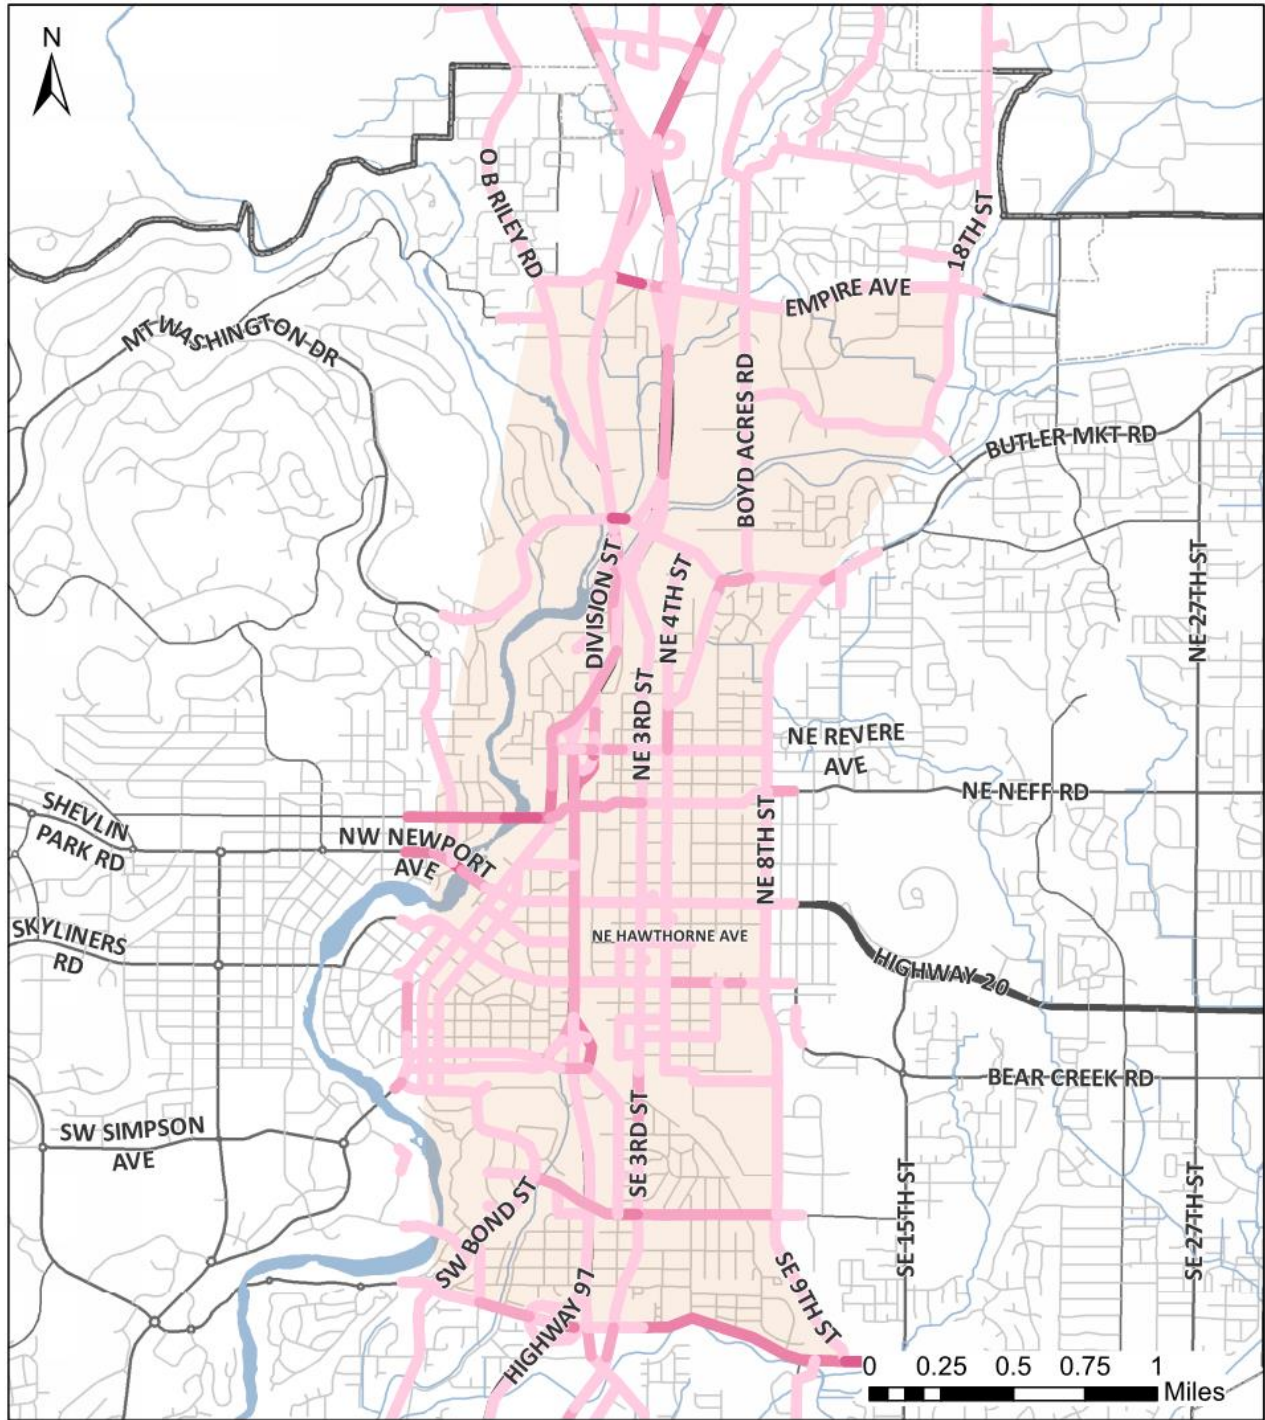 N
O B RILEY RD
18TH ST
EMPIRE AVE
MT WASHINGTON DR
BOYD ACRES RD
BUTLER MKT RD
DIVISION ST
NE 4TH ST
NE 27TH ST
NE 3RD ST
NE REVERE
AVE
NE NEFF RD
SHEVLIN
PARK RD
NW NEWPORT
AVE
NE 8TH ST
SKYLINERS
RD
NE HAWTHORNE AVE
HIGHWAY 20
BEAR CREEK RD
SW SIMPSON
AVE
SE 3RD ST
SE 15TH ST
SE 27TH ST
SW BOND ST
HIGHWAY 97
SE 9TH ST
0 0.25 0.5 0.75 1
Miles